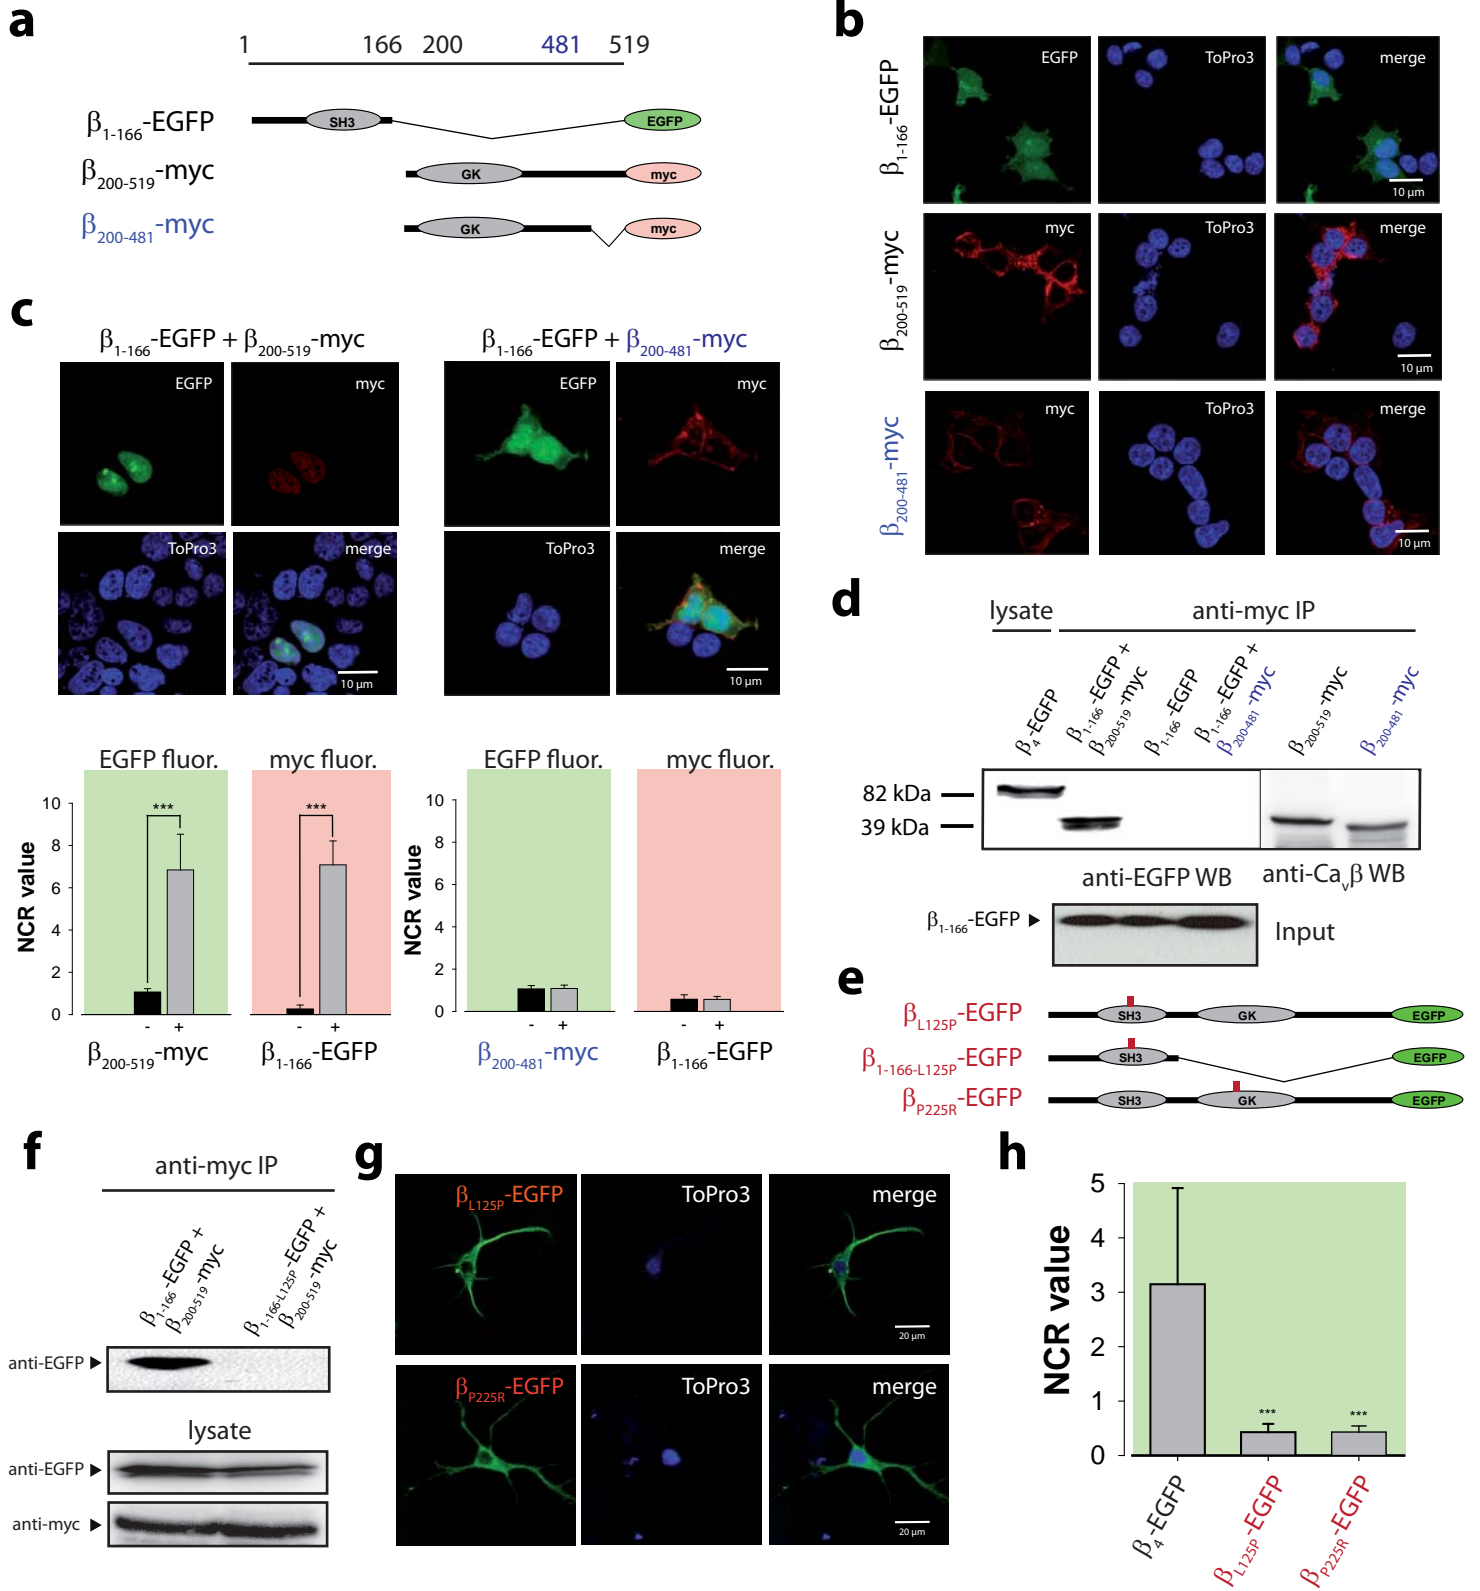 a
1 166 200 481 519
β1-166-EGFP SH3 EGFP
β200-519-myc GK myc
β200-481-myc GK myc
b
β1-166-EGFP
EGFP ToPro3 merge
10 µm
β200-519-myc
myc ToPro3 merge
10 µm
β200-481-myc
myc ToPro3 merge
10 µm
c
β1-166-EGFP + β200-519-myc
EGFP myc
ToPro3 merge
10 µm
β1-166-EGFP + β200-481-myc
EGFP myc
ToPro3 merge
10 µm
EGFP fluor. myc fluor.
NCR value
10
8
6
4
2
0
*** ***
- + - +
β200-519-myc β1-166-EGFP
EGFP fluor. myc fluor.
NCR value
10
8
6
4
2
0
- + - +
β200-481-myc β1-166-EGFP
d
lysate anti-myc IP
β4-EGFP
β1-166-EGFP +
β200-519-myc
β1-166-EGFP
β1-166-EGFP +
β200-481-myc
β200-519-myc
β200-481-myc
82 kDa
39 kDa
anti-EGFP WB anti-Cavβ WB
β1-166-EGFP Input
e
βL125P-EGFP SH3 GK EGFP
β1-166-L125P-EGFP SH3 EGFP
βP225R-EGFP SH3 GK EGFP
f
anti-myc IP
β1-166-EGFP +
β200-519-myc
β1-166-L125P-EGFP +
β200-519-myc
anti-EGFP
lysate
anti-EGFP
anti-myc
g
βL125P-EGFP ToPro3 merge
20 µm
βP225R-EGFP ToPro3 merge
20 µm
h
NCR value
5
4
3
2
1
0
*** ***
β4-EGFP
βL125P-EGFP
βP225R-EGFP